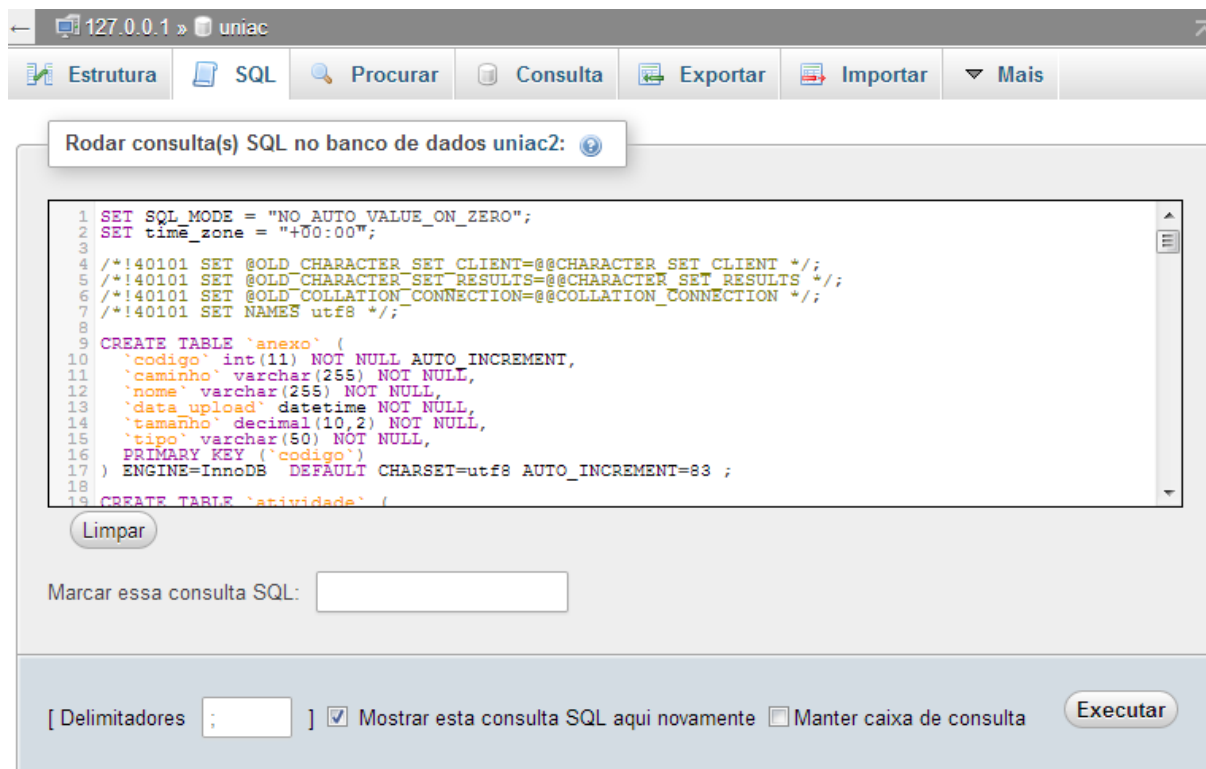 ← 127.0.0.1 » uniac
Estrutura SQL Procurar Consulta Exportar Importar Mais
Rodar consulta(s) SQL no banco de dados uniac2:
1 SET SQL_MODE = "NO_AUTO_VALUE_ON_ZERO";
2 SET time_zone = "+00:00";
3
4 /*!40101 SET @OLD_CHARACTER_SET_CLIENT=@@CHARACTER_SET_CLIENT */;
5 /*!40101 SET @OLD_CHARACTER_SET_RESULTS=@@CHARACTER_SET_RESULTS */;
6 /*!40101 SET @OLD_COLLATION_CONNECTION=@@COLLATION_CONNECTION */;
7 /*!40101 SET NAMES utf8 */;
8
9 CREATE TABLE `anexo` (
10 `codigo` int(11) NOT NULL AUTO_INCREMENT,
11 `caminho` varchar(255) NOT NULL,
12 `nome` varchar(255) NOT NULL,
13 `data_upload` datetime NOT NULL,
14 `tamanho` decimal(10,2) NOT NULL,
15 `tipo` varchar(50) NOT NULL,
16 PRIMARY KEY (`codigo`)
17 ) ENGINE=InnoDB DEFAULT CHARSET=utf8 AUTO_INCREMENT=83 ;
18
19 CREATE TABLE `atividade` (
Limpar
Marcar essa consulta SQL:
[ Delimitadores ; ] Mostrar esta consulta SQL aqui novamente Manter caixa de consulta Executar